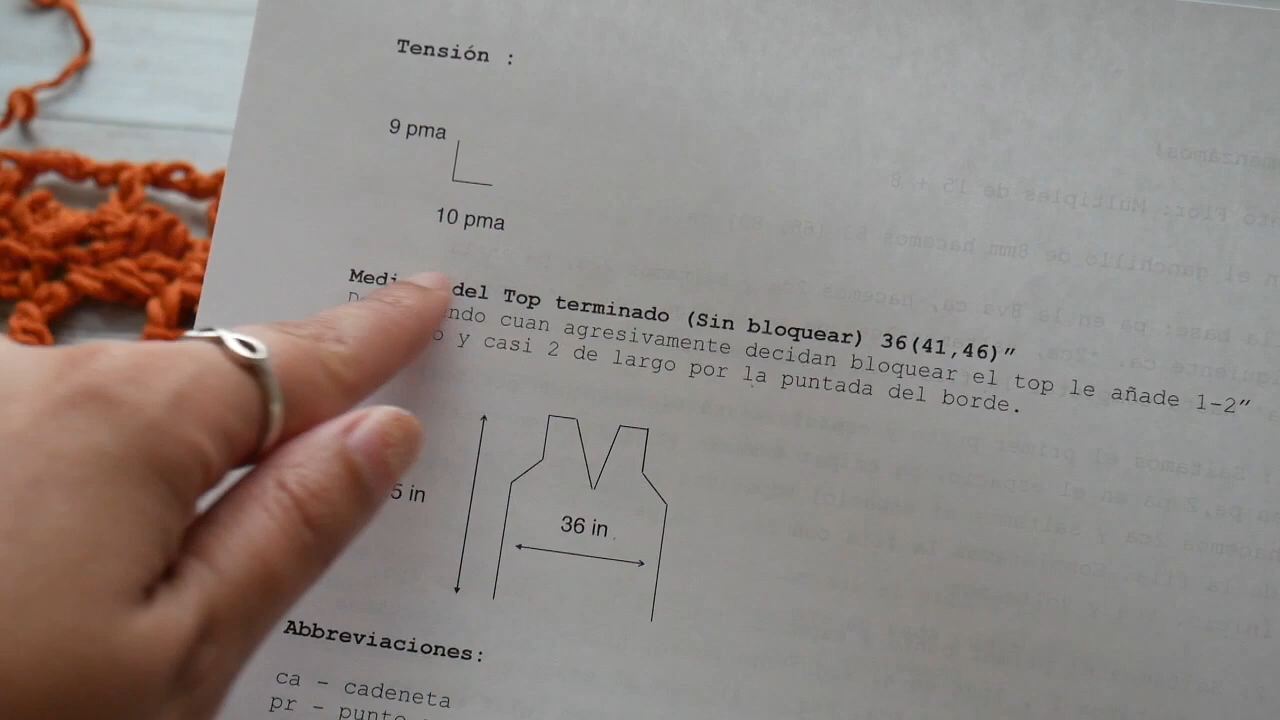 Tensión :
9 pma
10 pma
del Top terminado (Sin bloquear) 36(41,46)”
cuan agresivamente decidan bloquear el top le añade 1-2”
y casi 2 de largo por la puntada del borde.
5 in
36 in
Abbreviaciones:
ca - cadeneta
pr - punto